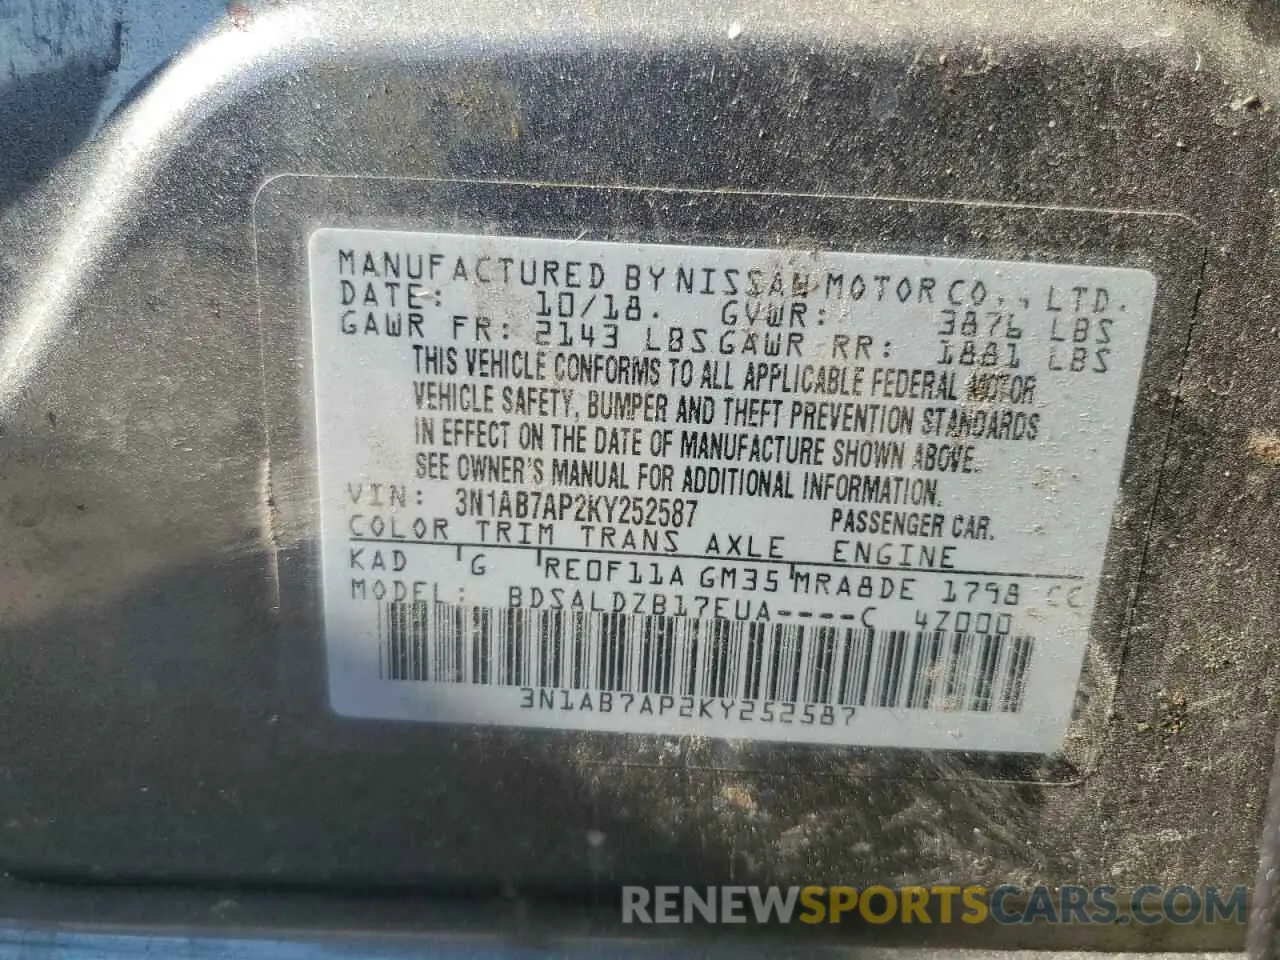 MANUFACTURED BY NISSAN MOTOR CO., LTD.
DATE: 10/18. GVWR: 3876 LBS
GAWR FR: 2143 LBS GAWR RR: 1881 LBS
THIS VEHICLE CONFORMS TO ALL APPLICABLE FEDERAL MOTOR
VEHICLE SAFETY, BUMPER AND THEFT PREVENTION STANDARDS
IN EFFECT ON THE DATE OF MANUFACTURE SHOWN ABOVE.
SEE OWNER'S MANUAL FOR ADDITIONAL INFORMATION.
VIN: 3N1AB7AP2KY252587 PASSENGER CAR.
COLOR TRIM TRANS AXLE ENGINE
KAD G RE0F11A GM35 MRA8DE 1798 CC
MODEL: BDSALDZB17EUA----C 4Z000
3N1AB7AP2KY252587
RENEWSPORTSCARS.COM